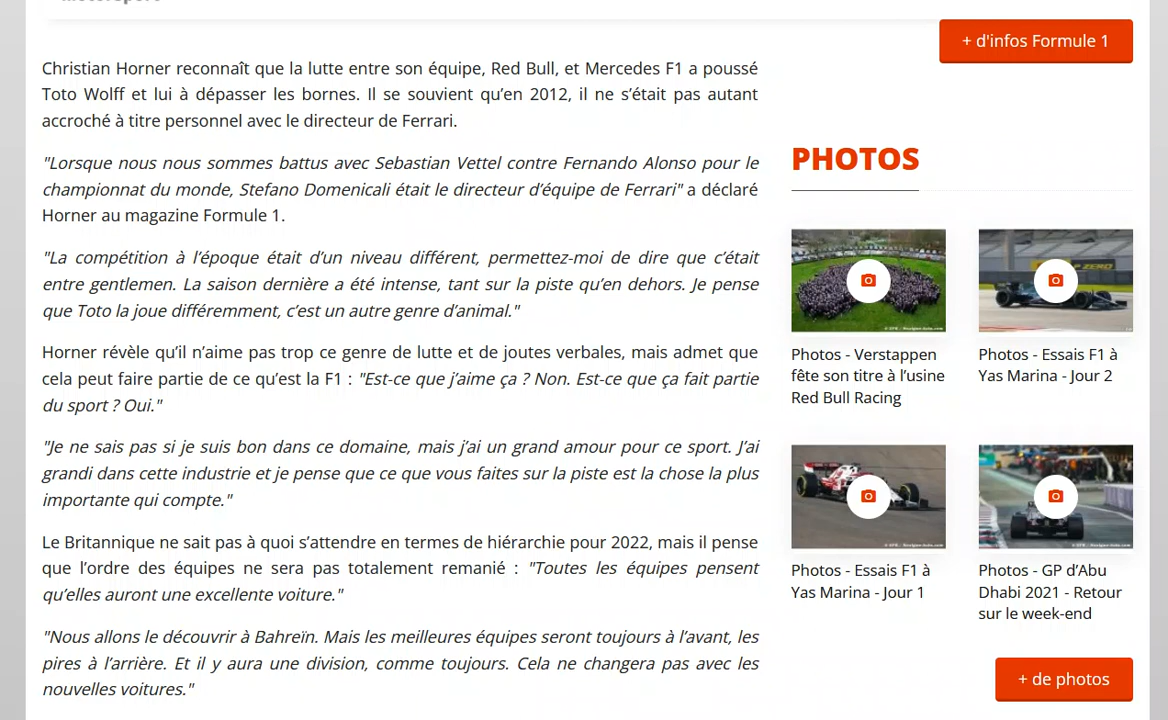 + d'infos Formule 1
Christian Horner reconnaît que la lutte entre son équipe, Red Bull, et Mercedes F1 a poussé
Toto Wolff et lui à dépasser les bornes. Il se souvient qu’en 2012, il ne s’était pas autant
accroché à titre personnel avec le directeur de Ferrari.
"Lorsque nous nous sommes battus avec Sebastian Vettel contre Fernando Alonso pour le
championnat du monde, Stefano Domenicali était le directeur d’équipe de Ferrari" a déclaré
Horner au magazine Formule 1.
"La compétition à l’époque était d’un niveau différent, permettez-moi de dire que c’était
entre gentlemen. La saison dernière a été intense, tant sur la piste qu’en dehors. Je pense
que Toto la joue différemment, c’est un autre genre d’animal."
Horner révèle qu’il n’aime pas trop ce genre de lutte et de joutes verbales, mais admet que
cela peut faire partie de ce qu’est la F1 : "Est-ce que j’aime ça ? Non. Est-ce que ça fait partie
du sport ? Oui."
"Je ne sais pas si je suis bon dans ce domaine, mais j’ai un grand amour pour ce sport. J’ai
grandi dans cette industrie et je pense que ce que vous faites sur la piste est la chose la plus
importante qui compte."
Le Britannique ne sait pas à quoi s’attendre en termes de hiérarchie pour 2022, mais il pense
que l’ordre des équipes ne sera pas totalement remanié : "Toutes les équipes pensent
qu’elles auront une excellente voiture."
"Nous allons le découvrir à Bahreïn. Mais les meilleures équipes seront toujours à l’avant, les
pires à l’arrière. Et il y aura une division, comme toujours. Cela ne changera pas avec les
nouvelles voitures."
PHOTOS
Photos - Verstappen
fête son titre à l’usine
Red Bull Racing
Photos - Essais F1 à
Yas Marina - Jour 2
Photos - Essais F1 à
Yas Marina - Jour 1
Photos - GP d’Abu
Dhabi 2021 - Retour
sur le week-end
+ de photos